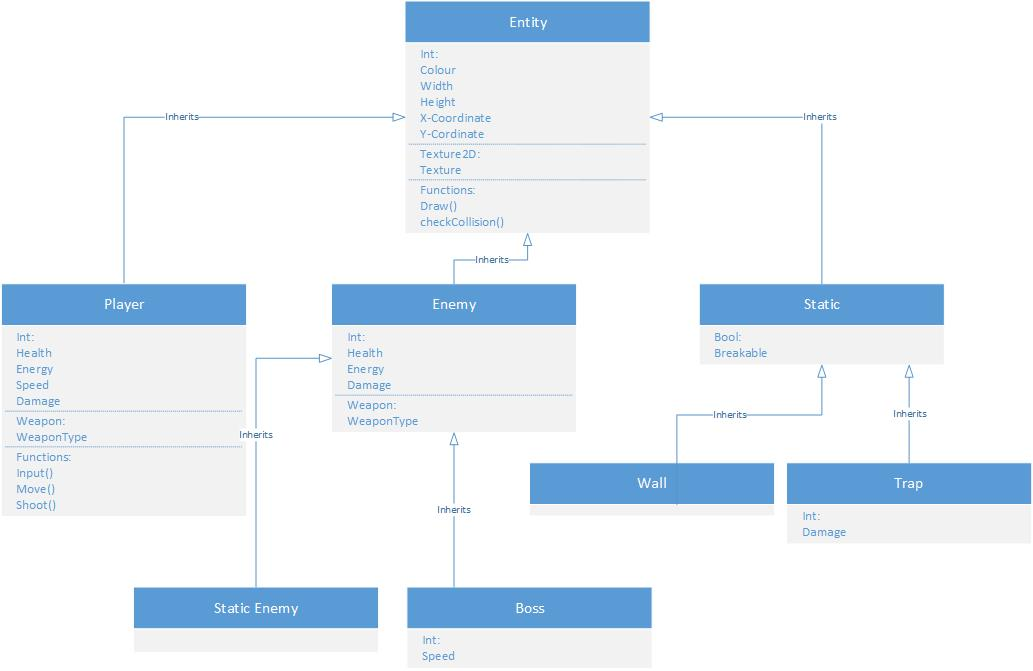 Entity
Int:
Colour
Width
Height
X-Coordinate
Y-Cordinate
Texture2D:
Texture
Functions:
Draw()
checkCollision()
Inherits
Inherits
Inherits
Player
Int:
Health
Energy
Speed
Damage
Weapon:
WeaponType
Functions:
Input()
Move()
Shoot()
Enemy
Int:
Health
Energy
Damage
Weapon:
WeaponType
Static
Bool:
Breakable
Inherits
Inherits
Inherits
Inherits
Wall
Trap
Int:
Damage
Static Enemy
Boss
Int:
Speed